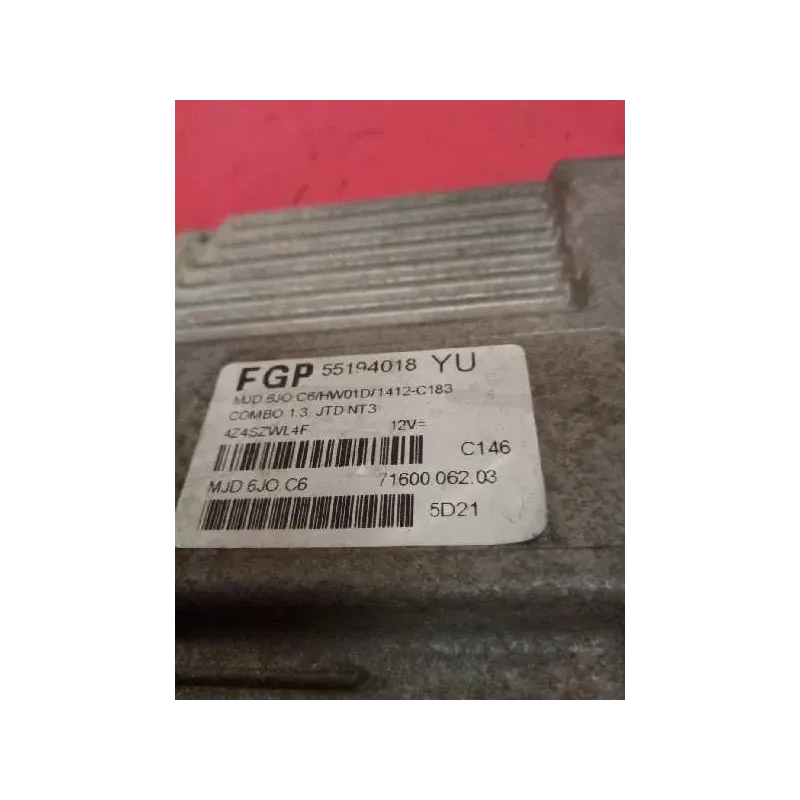 FGP 55194018 YU
MJD 6JO C6/HW01D/1412-C183
COMBO 1.3 JTD NT3
4Z4SZWL4F 12V=
C146
MJD 6JO C6 71600.062.03
5D21